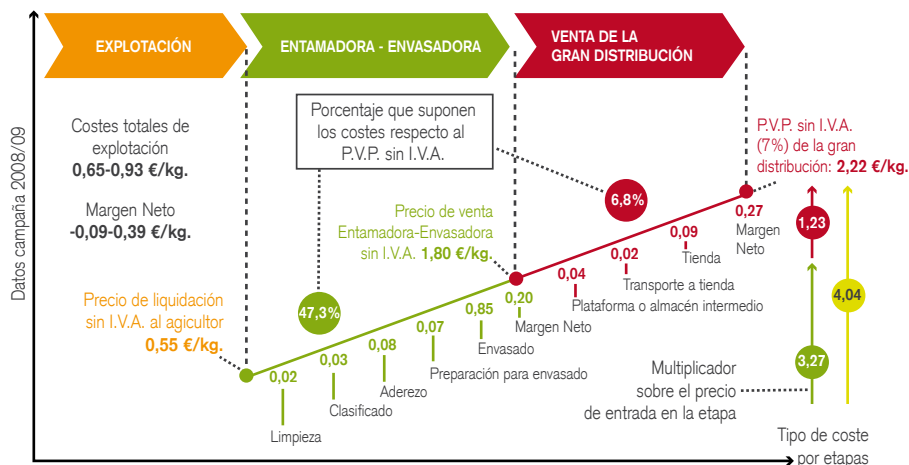 EXPLOTACIÓN
ENTAMADORA - ENVASADORA
VENTA DE LA
GRAN DISTRIBUCIÓN
Datos campaña 2008/09
Costes totales de
explotación
0,65-0,93 €/kg.
Margen Neto
-0,09-0,39 €/kg.
Precio de liquidación
sin I.V.A. al agicultor
0,55 €/kg.
Porcentaje que suponen
los costes respecto al
P.V.P. sin I.V.A.
47,3%
6,8%
Precio de venta
Entamadora-Envasadora
sin I.V.A. 1,80 €/kg.
P.V.P. sin I.V.A.
(7%) de la gran
distribución: 2,22 €/kg.
0,02
Limpieza
0,03
Clasificado
0,08
Aderezo
0,07
Preparación para envasado
0,85
Envasado
0,20
Margen Neto
0,04
Plataforma o almacén intermedio
0,02
Transporte a tienda
0,09
Tienda
0,27
Margen
Neto
1,23
4,04
3,27
Multiplicador
sobre el precio
de entrada en la etapa
Tipo de coste
por etapas